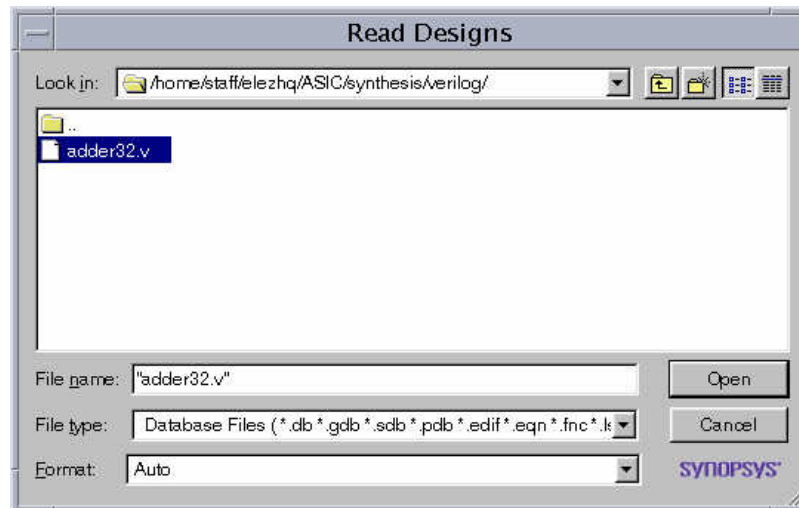 Read Designs
Look in: /home/staff/elezhq/ASIC/synthesis/verilog/
..
adder32.v
File name: "adder32.v"
Open
File type: Database Files (*.db *.gdb *.sdb *.pdb *.edif *.eqn *.fnc *.ls
Cancel
Format: Auto
SYNOPSYS®